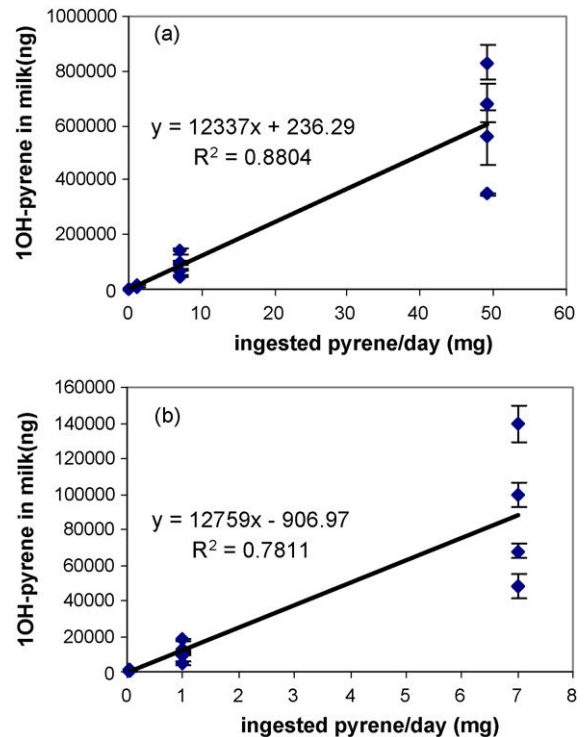 (a)
1OH-pyrene in milk(ng)
1000000
800000
600000
400000
200000
0
y = 12337x + 236.29
R² = 0.8804
0 10 20 30 40 50 60
ingested pyrene/day (mg)
(b)
1OH-pyrene in milk(ng)
160000
140000
120000
100000
80000
60000
40000
20000
0
y = 12759x - 906.97
R² = 0.7811
0 1 2 3 4 5 6 7 8
ingested pyrene/day (mg)